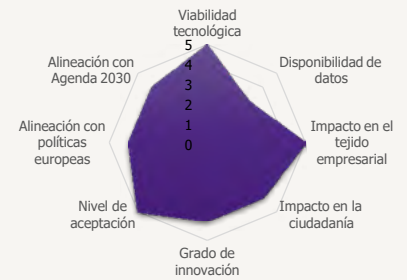 Viabilidad
tecnológica
Disponibilidad de
datos
Impacto en el
tejido
empresarial
Impacto en la
ciudadanía
Grado de
innovación
Nivel de
aceptación
Alineación con
políticas
europeas
Alineación con
Agenda 2030
5
4
3
2
1
0